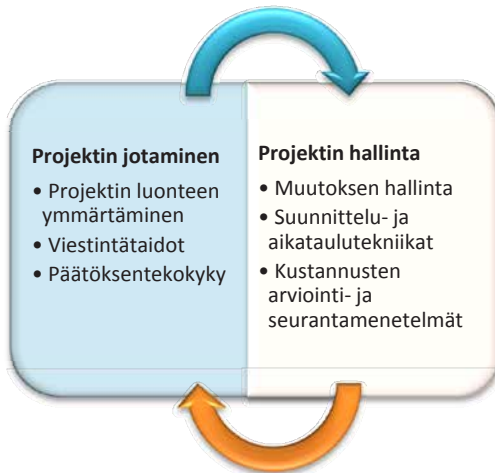 Projektin jotaminen
• Projektin luonteen
ymmärtäminen
• Viestintätaidot
• Päätöksentekokyky
Projektin hallinta
• Muutoksen hallinta
• Suunnittelu- ja
aikataulutekniikat
• Kustannusten
arviointi- ja
seurantamenetelmät